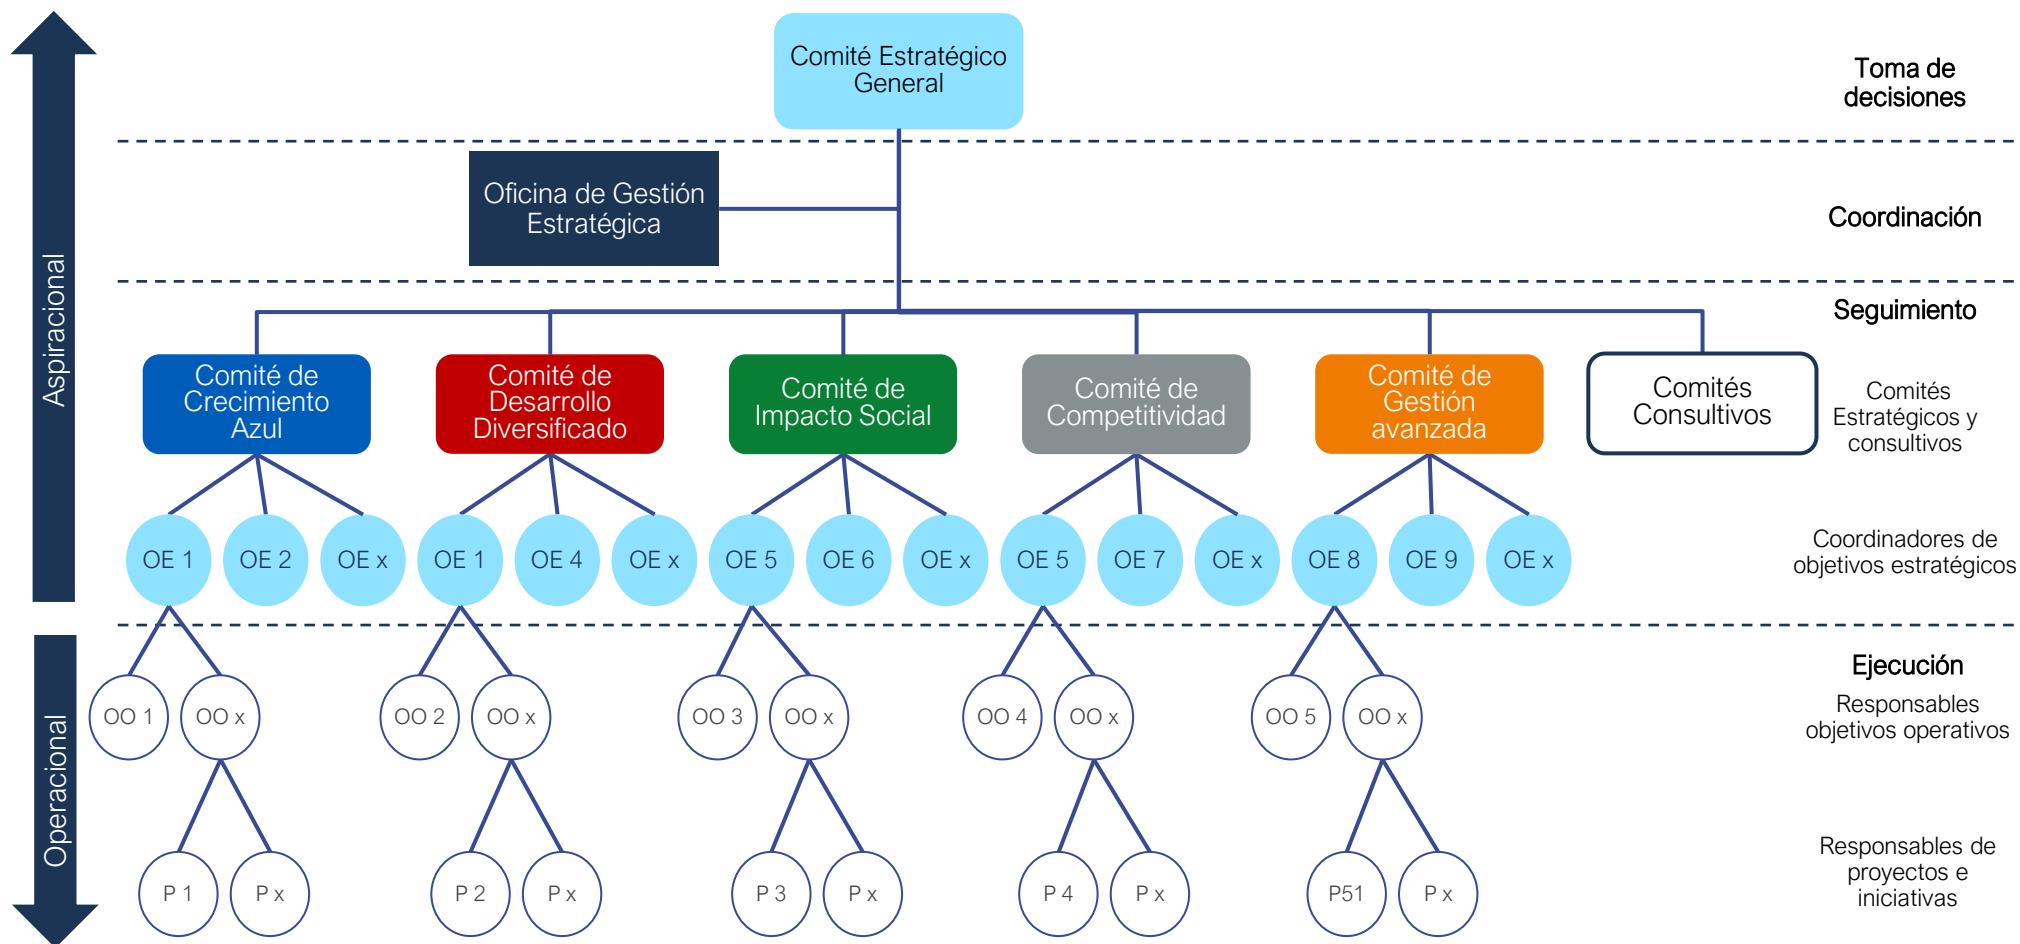 Comité Estratégico
General
Toma de
decisiones
Oficina de Gestión
Estratégica
Coordinación
Aspiracional
Seguimiento
Comité de
Crecimiento
Azul
Comité de
Desarrollo
Diversificado
Comité de
Impacto Social
Comité de
Competitividad
Comité de
Gestión
avanzada
Comités
Consultivos
Comités
Estratégicos y
consultivos
OE 1
OE 2
OE x
OE 1
OE 4
OE x
OE 5
OE 6
OE x
OE 5
OE 7
OE x
OE 8
OE 9
OE x
Coordinadores de
objetivos estratégicos
Operacional
Ejecución
OO 1
OO x
OO 2
OO x
OO 3
OO x
OO 4
OO x
OO 5
OO x
Responsables
objetivos operativos
P 1
P x
P 2
P x
P 3
P x
P 4
P x
P51
P x
Responsables de
proyectos e
iniciativas